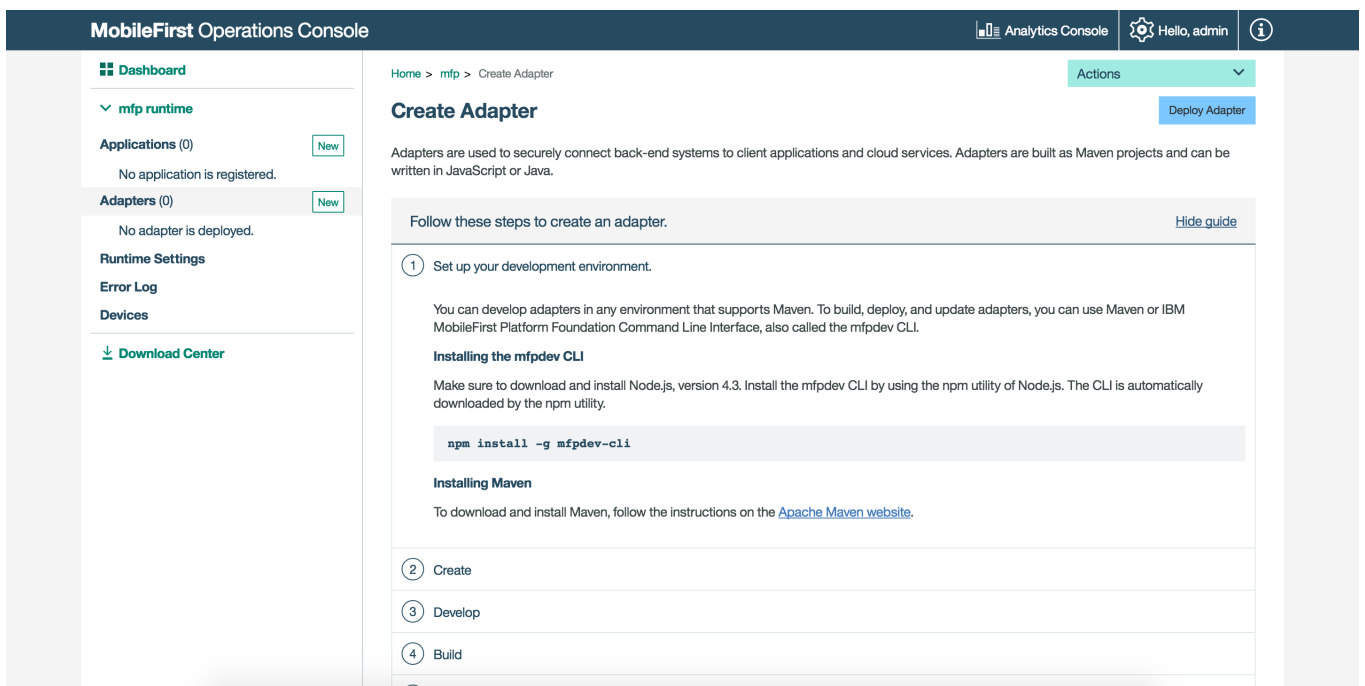 MobileFirst Operations Console
Analytics Console
Hello, admin
Dashboard
mfp runtime
Applications (0)
New
No application is registered.
Adapters (0)
New
No adapter is deployed.
Runtime Settings
Error Log
Devices
Download Center
Home > mfp > Create Adapter
Actions
Create Adapter
Deploy Adapter
Adapters are used to securely connect back-end systems to client applications and cloud services. Adapters are built as Maven projects and can be
written in JavaScript or Java.
Follow these steps to create an adapter.
Hide guide
1 Set up your development environment.
You can develop adapters in any environment that supports Maven. To build, deploy, and update adapters, you can use Maven or IBM
MobileFirst Platform Foundation Command Line Interface, also called the mfpdev CLI.
Installing the mfpdev CLI
Make sure to download and install Node.js, version 4.3. Install the mfpdev CLI by using the npm utility of Node.js. The CLI is automatically
downloaded by the npm utility.
npm install -g mfpdev-cli
Installing Maven
To download and install Maven, follow the instructions on the Apache Maven website.
2 Create
3 Develop
4 Build